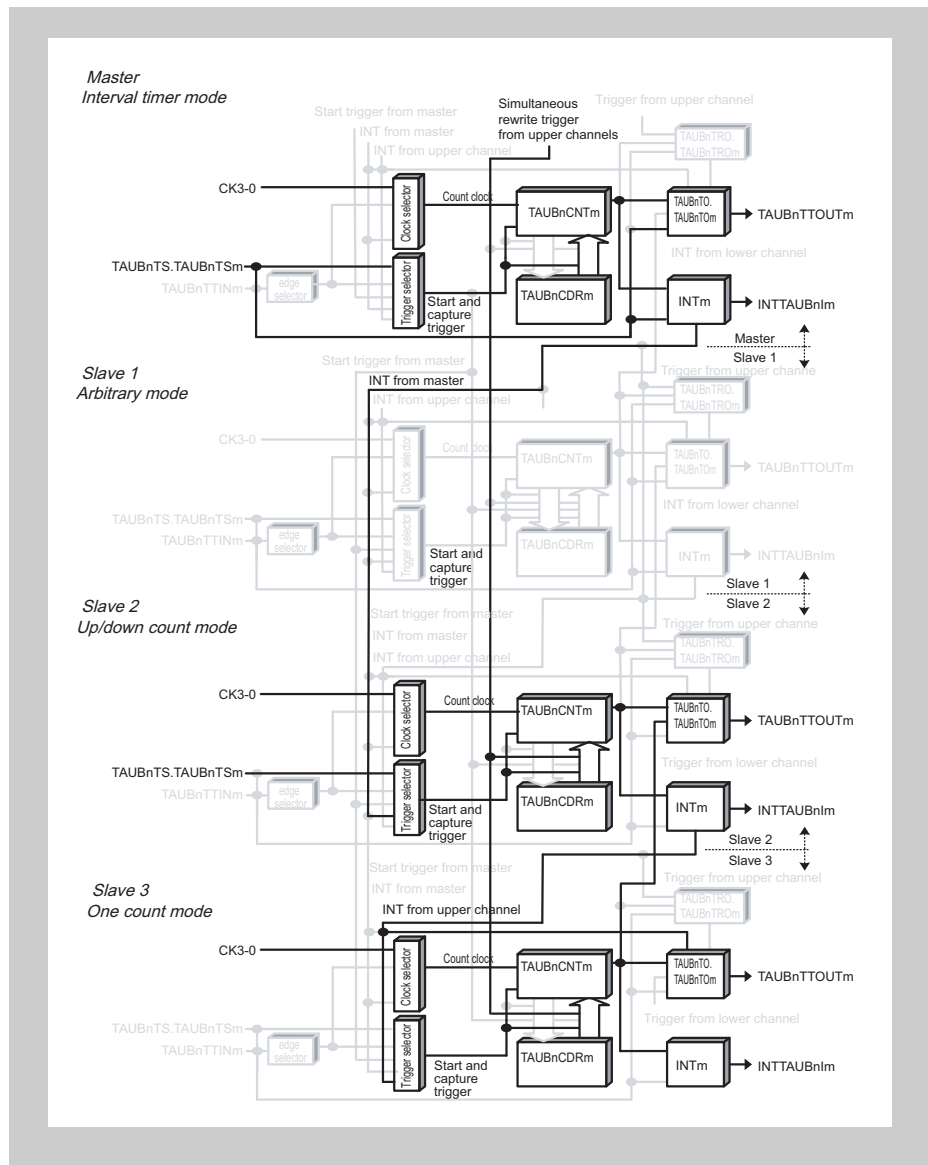 Master
Interval timer mode
Start trigger from master
INT from master
INT from upper channel
Simultaneous
rewrite trigger
from upper channels
Trigger from upper channel
TAUBnTRO.
TAUBnTROm
CK3-0
Clock selector
Count clock
TAUBnCNTm
TAUBnTO.
TAUBnTOm
TAUBnTTOUTm
INT from lower channel
TAUBnTS.TAUBnTSm
TAUBnTTINm
edge
selector
Trigger selector
Start and
capture
trigger
TAUBnCDRm
INTm
INTTAUBnIm
Master
Slave 1
Slave 1
Arbitrary mode
Start trigger from master
INT from master
INT from upper channel
Trigger from upper channe
TAUBnTRO.
TAUBnTROm
CK3-0
Clock selector
Count clock
TAUBnCNTm
TAUBnTO.
TAUBnTOm
TAUBnTTOUTm
INT from lower channel
TAUBnTS.TAUBnTSm
TAUBnTTINm
edge
selector
Trigger selector
Start and
capture
trigger
TAUBnCDRm
INTm
INTTAUBnIm
Slave 1
Slave 2
Slave 2
Up/down count mode
Start trigger from master
INT from master
INT from upper channel
Trigger from upper channe
TAUBnTRO.
TAUBnTROm
CK3-0
Clock selector
Count clock
TAUBnCNTm
TAUBnTO.
TAUBnTOm
TAUBnTTOUTm
Trigger from lower channel
TAUBnTS.TAUBnTSm
TAUBnTTINm
edge
selector
Trigger selector
Start and
capture
trigger
TAUBnCDRm
INTm
INTTAUBnIm
Slave 2
Slave 3
Slave 3
One count mode
Start trigger from master
INT from master
INT from upper channel
Trigger from upper channel
TAUBnTRO.
TAUBnTROm
CK3-0
Clock selector
Count clock
TAUBnCNTm
TAUBnTO.
TAUBnTOm
TAUBnTTOUTm
Trigger from lower channel
TAUBnTS.TAUBnTSm
TAUBnTTINm
edge
selector
Trigger selector
Start and
capture
trigger
TAUBnCDRm
INTm
INTTAUBnIm